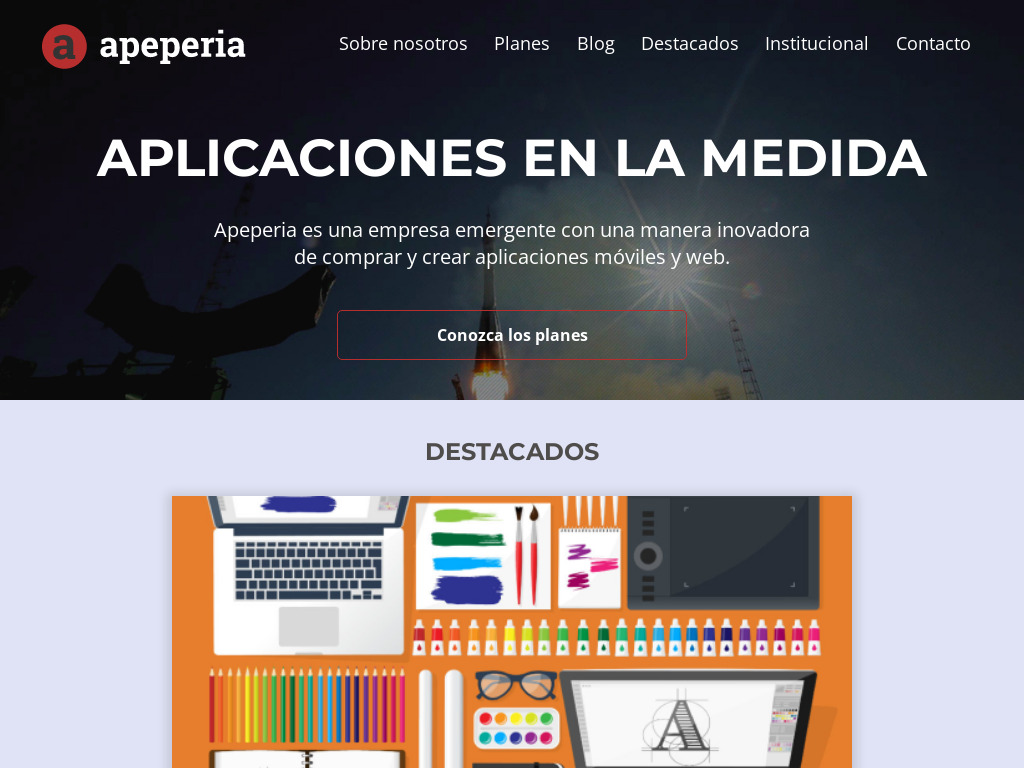 a apeperia
Sobre nosotros Planes Blog Destacados Institucional Contacto
APLICACIONES EN LA MEDIDA
Apeperia es una empresa emergente con una manera inovadora
de comprar y crear aplicaciones móviles y web.
Conozca los planes
DESTACADOS
A